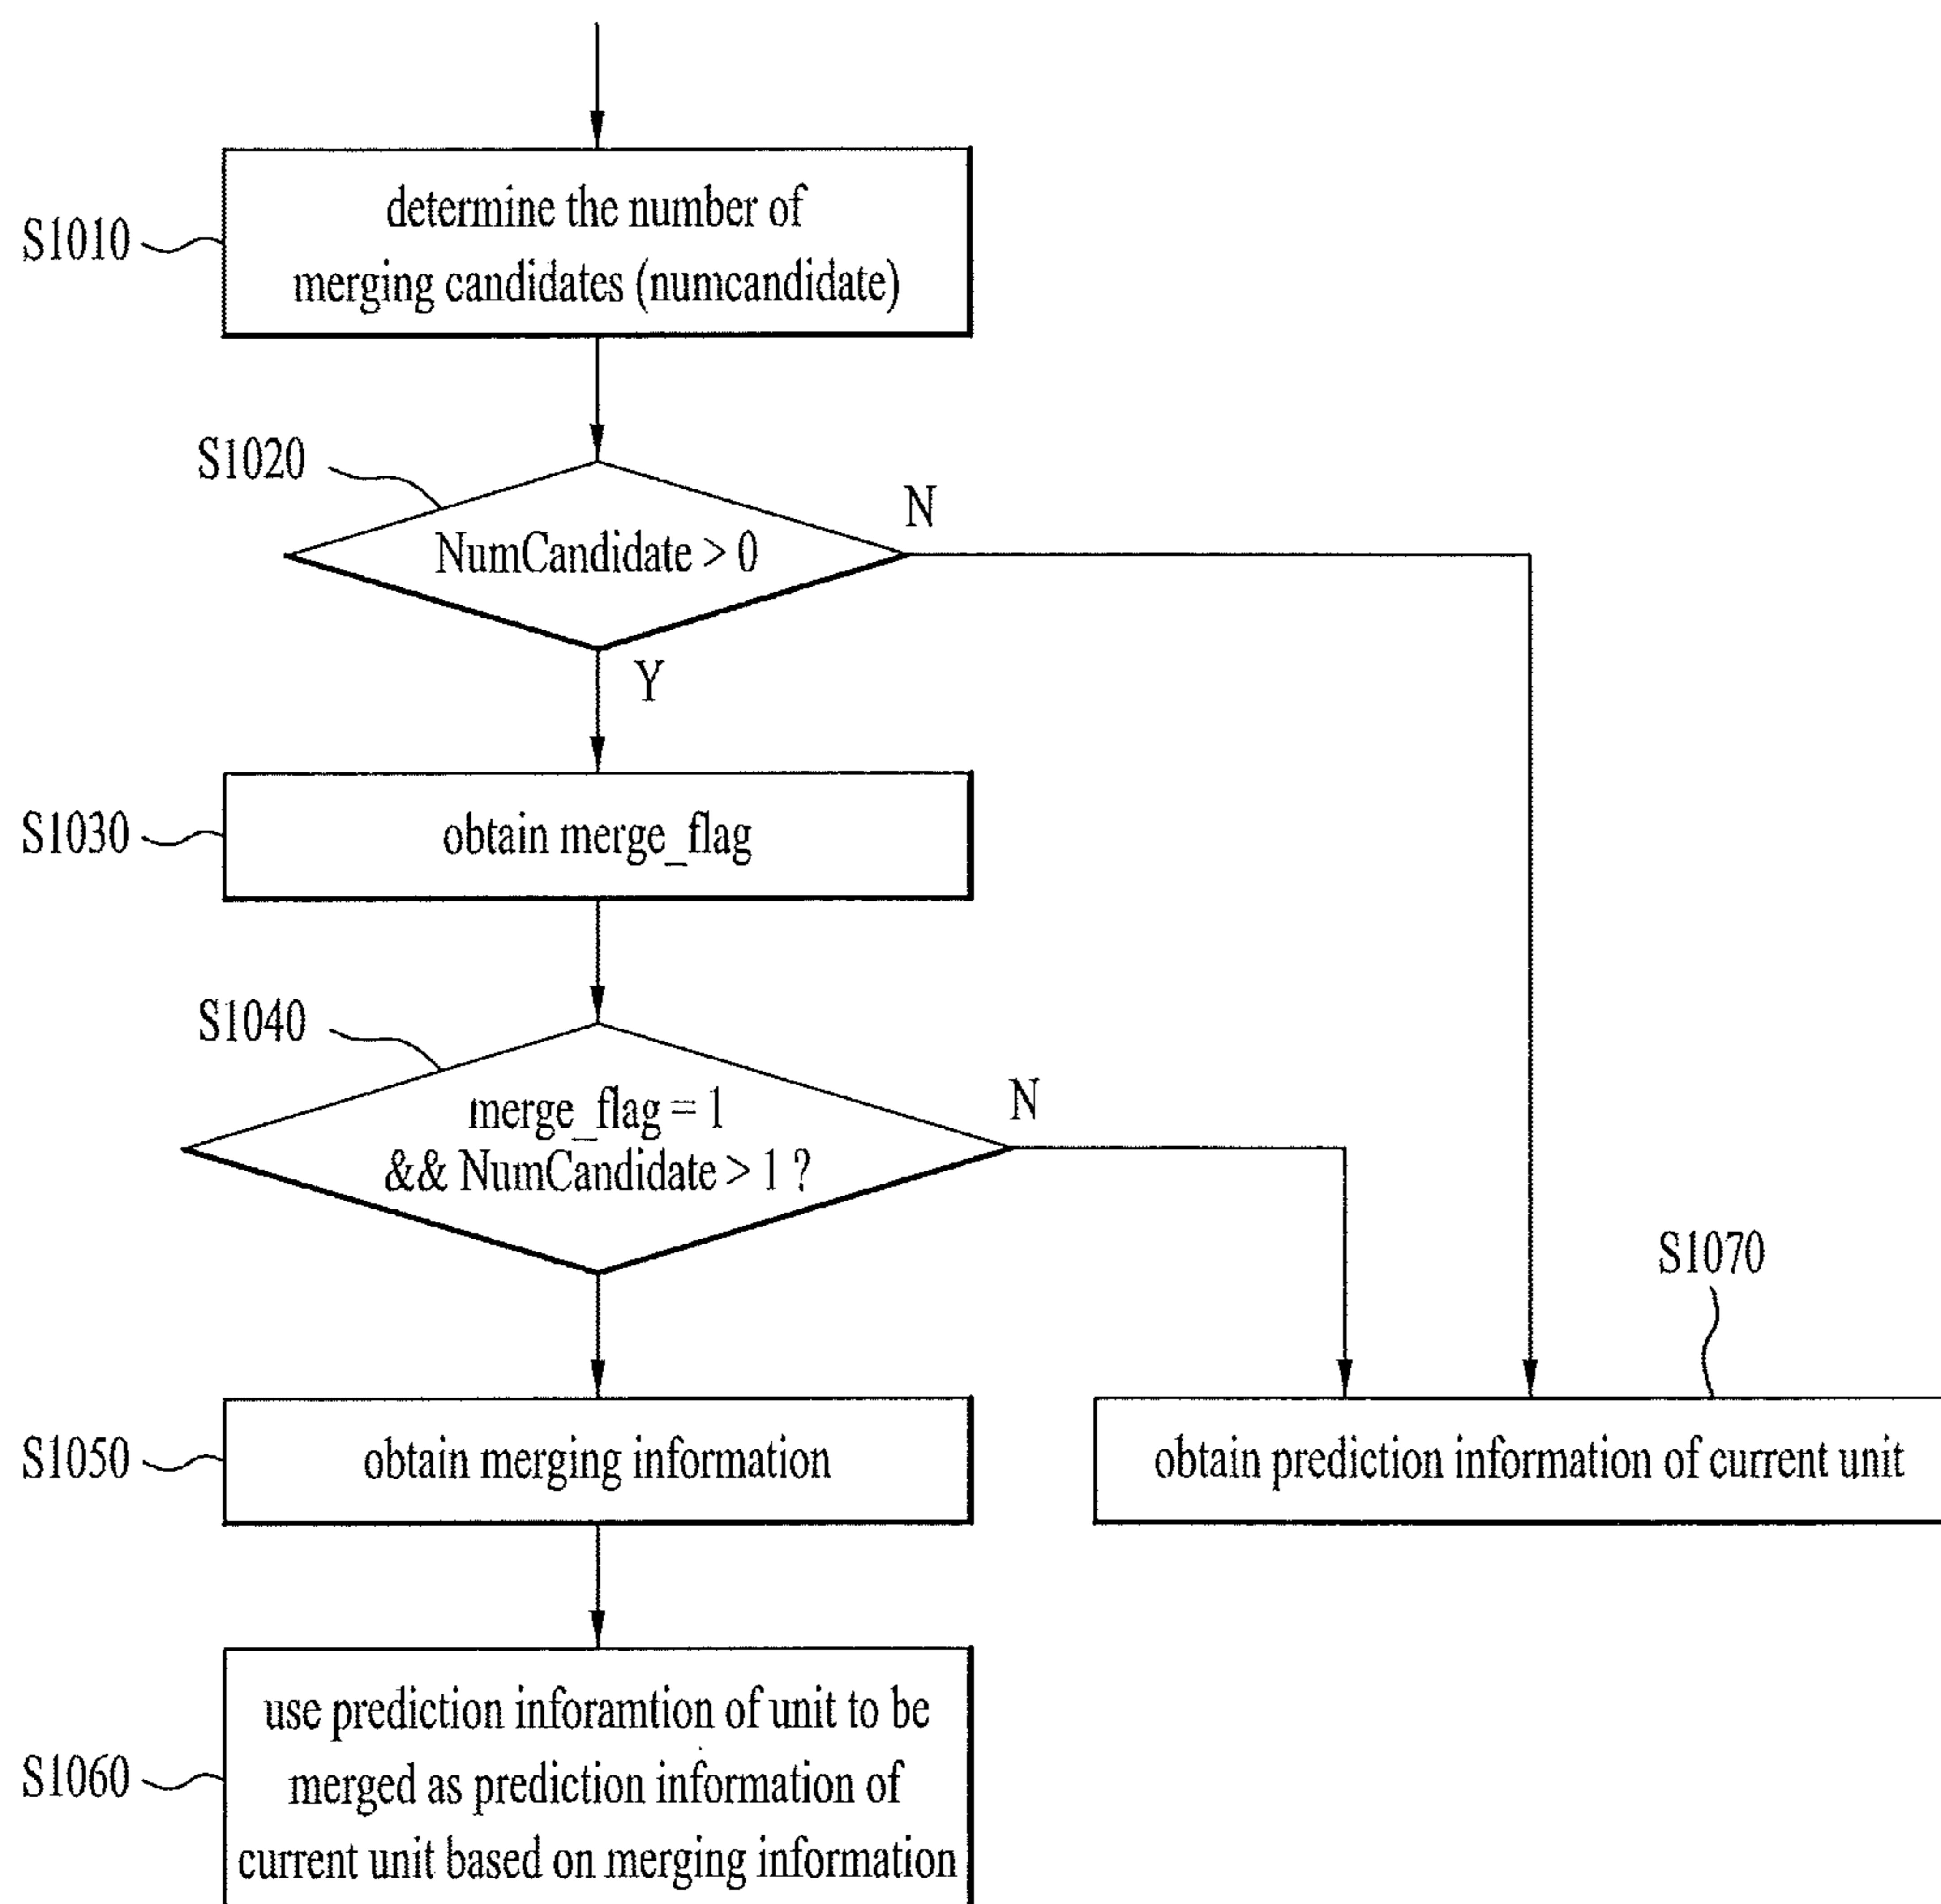 S1010
determine the number of
merging candidates (numcandidate)
S1020
NumCandidate > 0
N
Y
S1030
obtain merge_flag
S1040
merge_flag = 1
&& NumCandidate > 1 ?
N
S1070
S1050
obtain merging information
obtain prediction information of current unit
S1060
use prediction inforamtion of unit to be
merged as prediction information of
current unit based on merging information